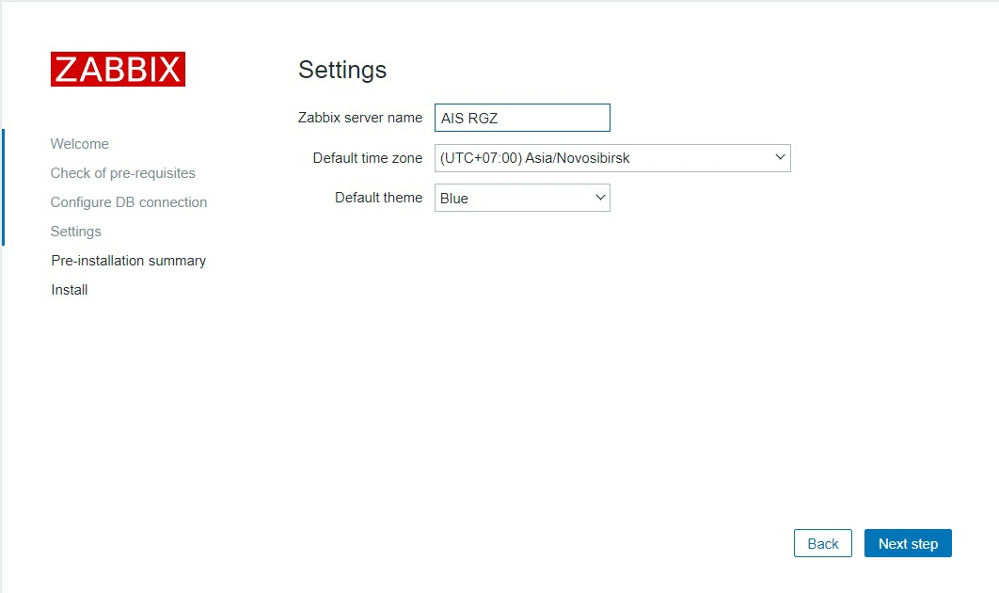 ZABBIX
Welcome
Check of pre-requisites
Configure DB connection
Settings
Pre-installation summary
Install
Settings
Zabbix server name AIS RGZ
Default time zone (UTC+07:00) Asia/Novosibirsk
Default theme Blue
Back Next step